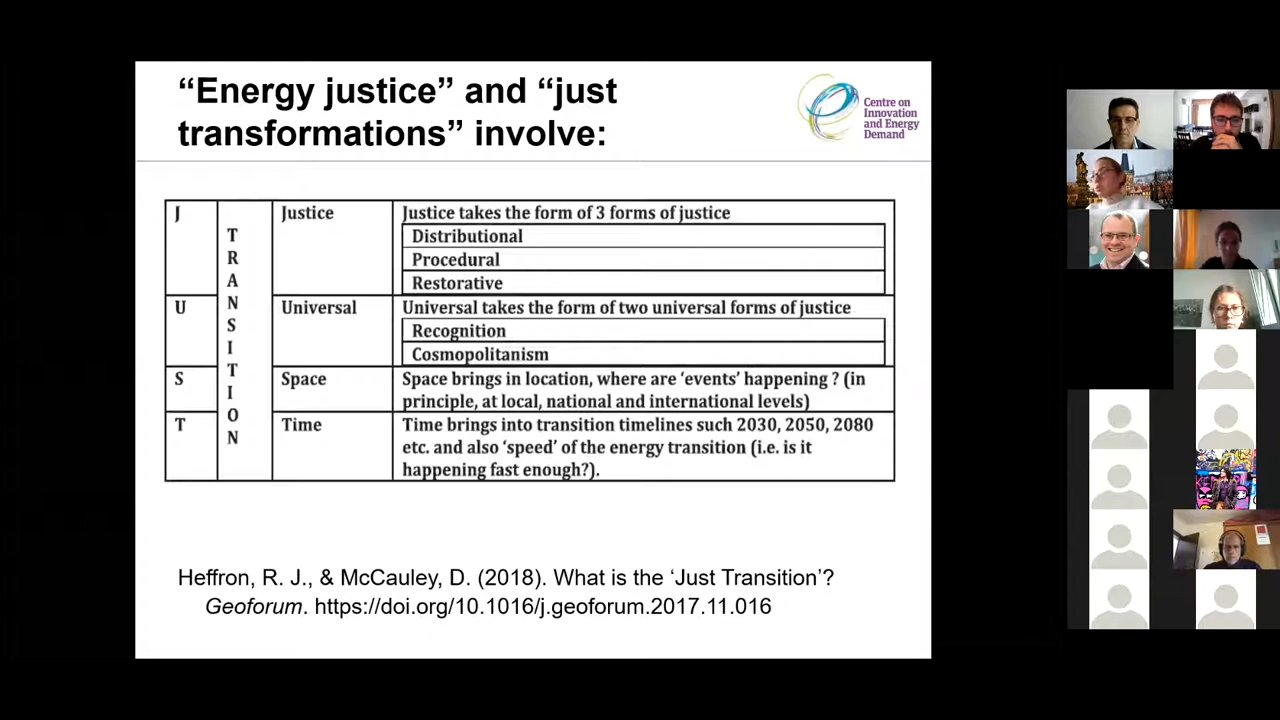 “Energy justice” and “just
transformations” involve:
Centre on
Innovation
and Energy
Demand
J
TRANSITION
Justice
Justice takes the form of 3 forms of justice
Distributional
Procedural
Restorative
U
Universal
Universal takes the form of two universal forms of justice
Recognition
Cosmopolitanism
S
Space
Space brings in location, where are ‘events’ happening ? (in
principle, at local, national and international levels)
T
Time
Time brings into transition timelines such 2030, 2050, 2080
etc. and also ‘speed’ of the energy transition (i.e. is it
happening fast enough?).
Heffron, R. J., & McCauley, D. (2018). What is the ‘Just Transition’?
Geoforum. https://doi.org/10.1016/j.geoforum.2017.11.016